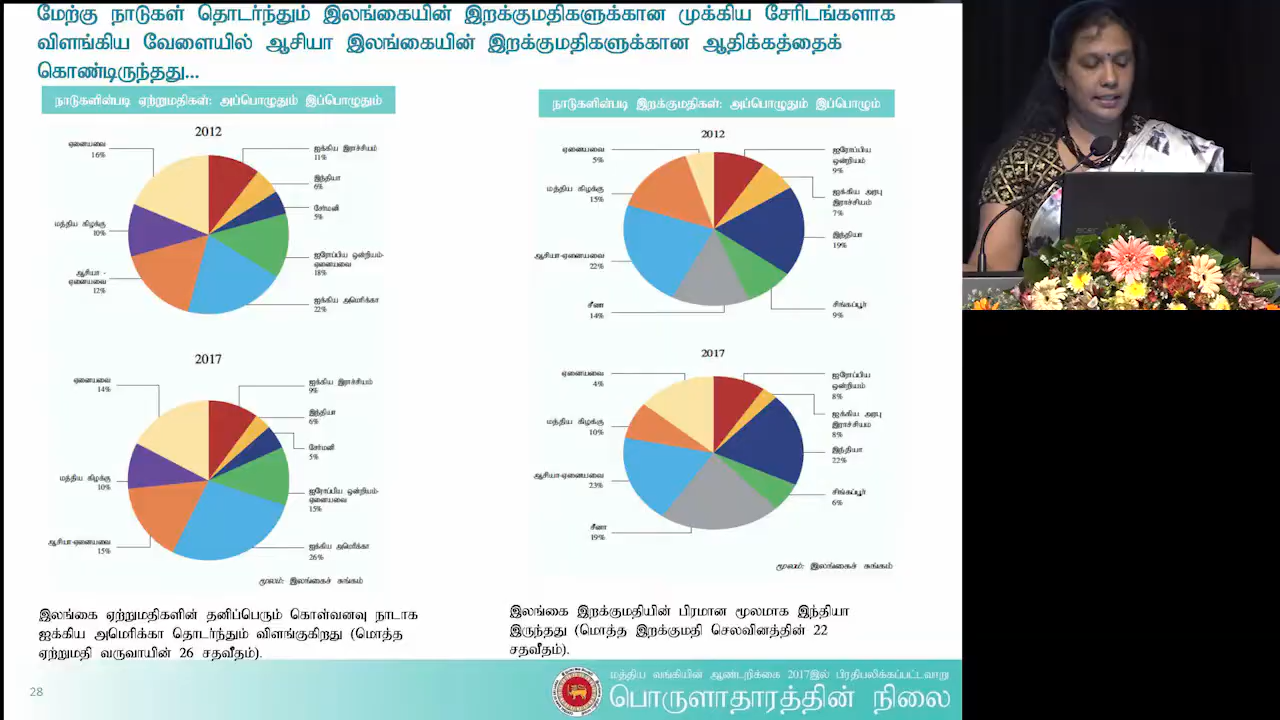 மேற்கு நாடுகள் தொடர்ந்தும் இலங்கையின் இறக்குமதிகளுக்கான முக்கிய சேரிடங்களாக
விளங்கிய வேளையில் ஆசியா இலங்கையின் இறக்குமதிகளுக்கான ஆதிக்கத்தைக்
கொண்டிருந்தது...
நாடுகளின்படி ஏற்றுமதிகள்: அப்பொழுதும் இப்பொழுதும்
2012
ஏனையவை
16%
ஐக்கிய இராச்சியம்
11%
இந்தியா
6%
சேர்மனி
5%
மத்திய கிழக்கு
10%
ஐரோப்பிய ஒன்றியம்-
ஏனையவை
18%
ஆசியா -
ஏனையவை
12%
ஐக்கிய அமெரிக்கா
22%
2017
ஏனையவை
14%
ஐக்கிய இராச்சியம்
9%
இந்தியா
6%
சேர்மனி
5%
மத்திய கிழக்கு
10%
ஐரோப்பிய ஒன்றியம்-
ஏனையவை
15%
ஆசியா-ஏனையவை
15%
ஐக்கிய அமெரிக்கா
26%
மூலம்: இலங்கைச் சுங்கம்
இலங்கை ஏற்றுமதிகளின் தனிப்பெரும் கொள்வனவு நாடாக
ஐக்கிய அமெரிக்கா தொடர்ந்தும் விளங்குகிறது (மொத்த
ஏற்றுமதி வருவாயின் 26 சதவீதம்).
நாடுகளின்படி இறக்குமதிகள்: அப்பொழுதும் இப்பொழும்
2012
ஏனையவை
5%
ஐரோப்பிய
ஒன்றியம்
9%
மத்திய கிழக்கு
15%
ஐக்கிய அரபு
இராச்சியம்
7%
இந்தியா
19%
ஆசியா-ஏனையவை
22%
சீனா
14%
சிங்கப்பூர்
9%
2017
ஏனையவை
4%
ஐரோப்பிய
ஒன்றியம்
8%
மத்திய கிழக்கு
10%
ஐக்கிய அரபு
இராச்சியம
8%
இந்தியா
22%
ஆசியா-ஏனையவை
23%
சிங்கப்பூர்
6%
சீனா
19%
மூலம்: இலங்கைச் சுங்கம்
இலங்கை இறக்குமதியின் பிரமான மூலமாக இந்தியா
இருந்தது (மொத்த இறக்குமதி செலவினத்தின் 22
சதவீதம்).
28
மத்திய வங்கியின் ஆண்டறிக்கை 2017இல் பிரதிபலிக்கப்பட்டவாறு
பொருளாதாரத்தின் நிலை
acer